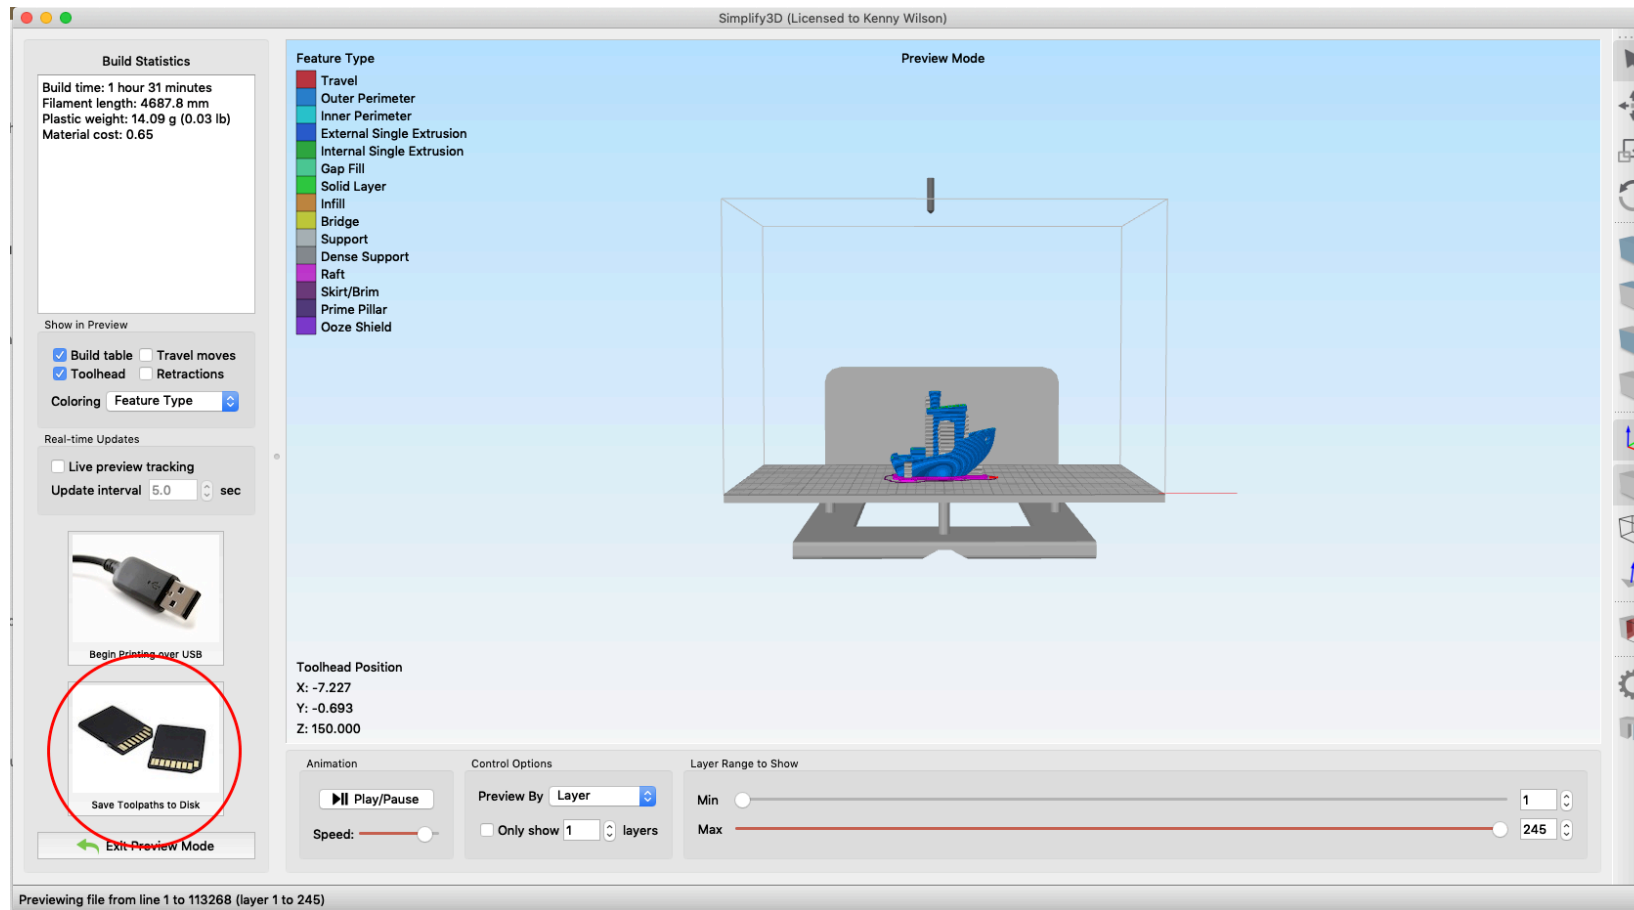 Simplify3D (Licensed to Kenny Wilson)
Build Statistics
Build time: 1 hour 31 minutes
Filament length: 4687.8 mm
Plastic weight: 14.09 g (0.03 lb)
Material cost: 0.65
Show in Preview
Build table
Travel moves
Toolhead
Retractions
Coloring Feature Type
Real-time Updates
Live preview tracking
Update interval 5.0 sec
Begin Printing over USB
Save Toolpaths to Disk
Exit Preview Mode
Feature Type
Travel
Outer Perimeter
Inner Perimeter
External Single Extrusion
Internal Single Extrusion
Gap Fill
Solid Layer
Infill
Bridge
Support
Dense Support
Raft
Skirt/Brim
Prime Pillar
Ooze Shield
Preview Mode
Toolhead Position
X: -7.227
Y: -0.693
Z: 150.000
Animation
Play/Pause
Speed:
Control Options
Preview By Layer
Only show 1 layers
Layer Range to Show
Min 1
Max 245
Previewing file from line 1 to 113268 (layer 1 to 245)